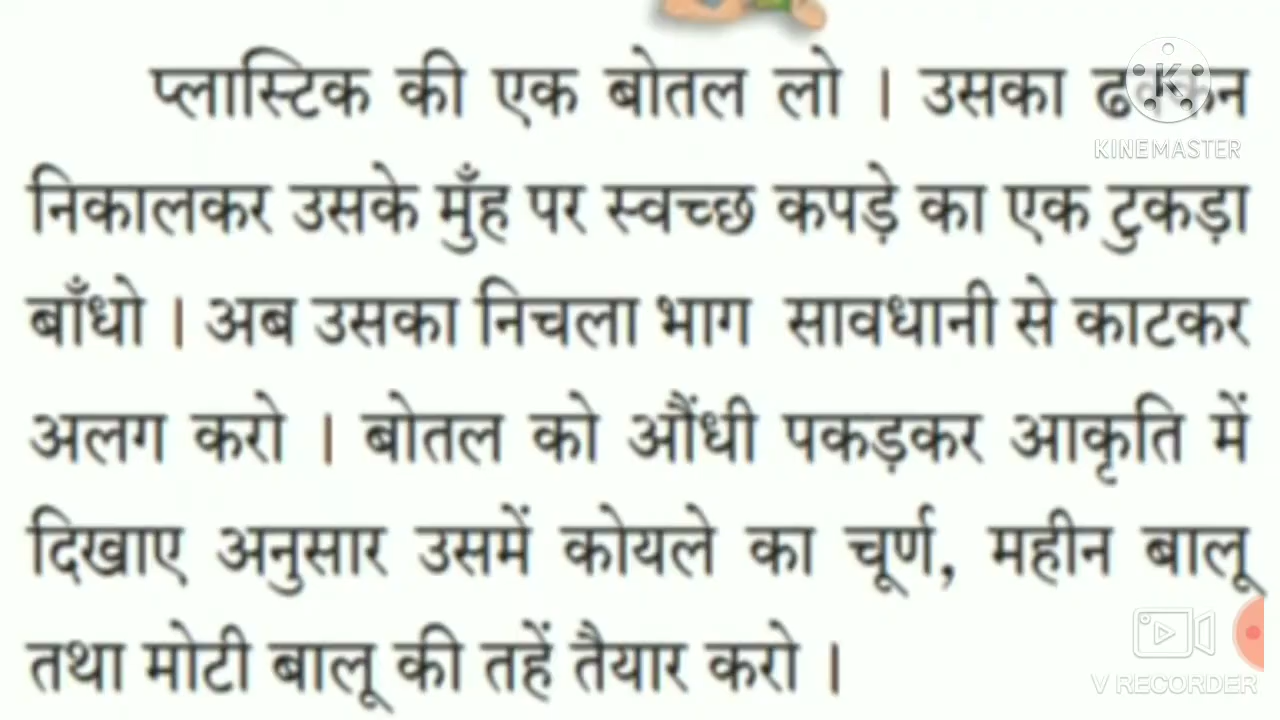 प्लास्टिक की एक बोतल लो । उसका ढक्कन
KINEMASTER
निकालकर उसके मुँह पर स्वच्छ कपड़े का एक टुकड़ा
बाँधो । अब उसका निचला भाग सावधानी से काटकर
अलग करो । बोतल को औंधी पकड़कर आकृति में
दिखाए अनुसार उसमें कोयले का चूर्ण, महीन बालू
तथा मोटी बालू की तहें तैयार करो ।
V RECORDER